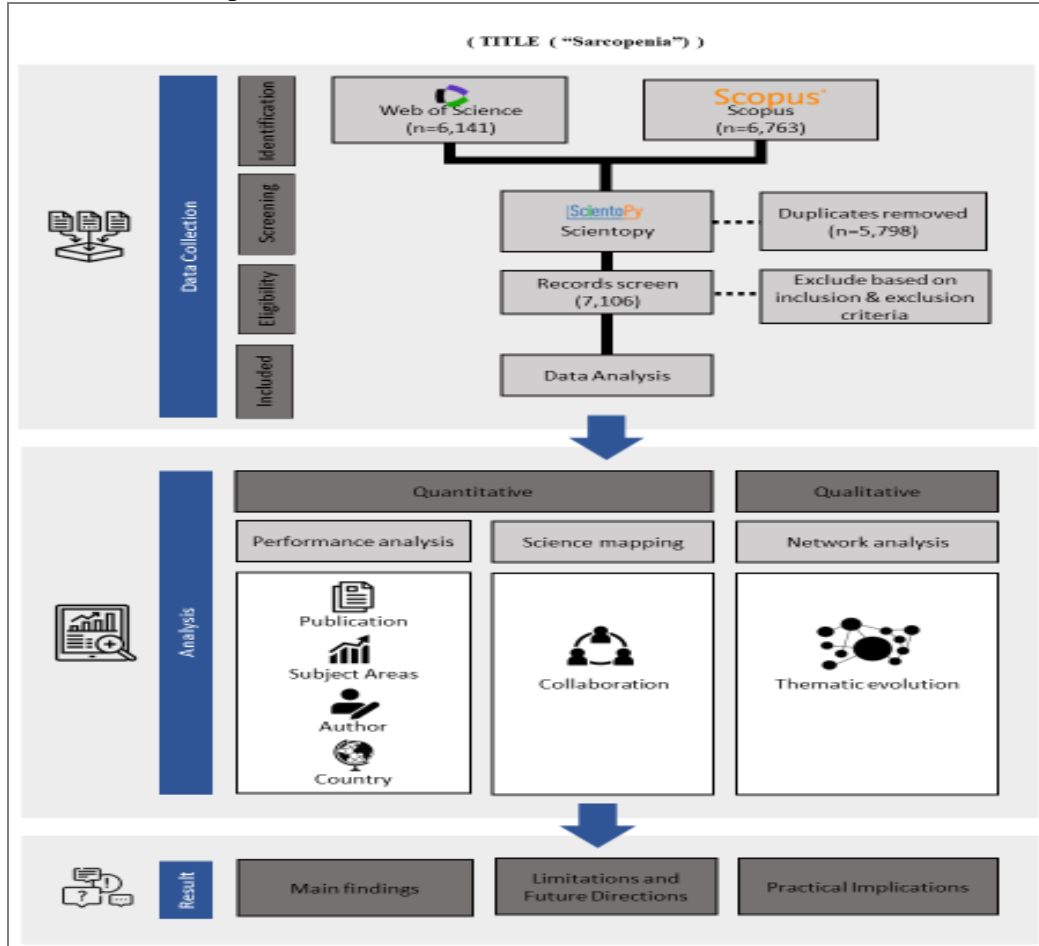 ( TITLE ( “Sarcopenia”) )
Data Collection
Identification
Screening
Eligibility
Included
Web of Science
(n=6,141)
Scopus®
Scopus
(n=6,763)
ScientoPy
Scientopy
Duplicates removed
(n=5,798)
Records screen
(7,106)
Exclude based on
inclusion & exclusion
criteria
Data Analysis
Analysis
Quantitative
Qualitative
Performance analysis
Science mapping
Network analysis
Publication
Subject Areas
Author
Country
Collaboration
Thematic evolution
Result
Main findings
Limitations and
Future Directions
Practical Implications